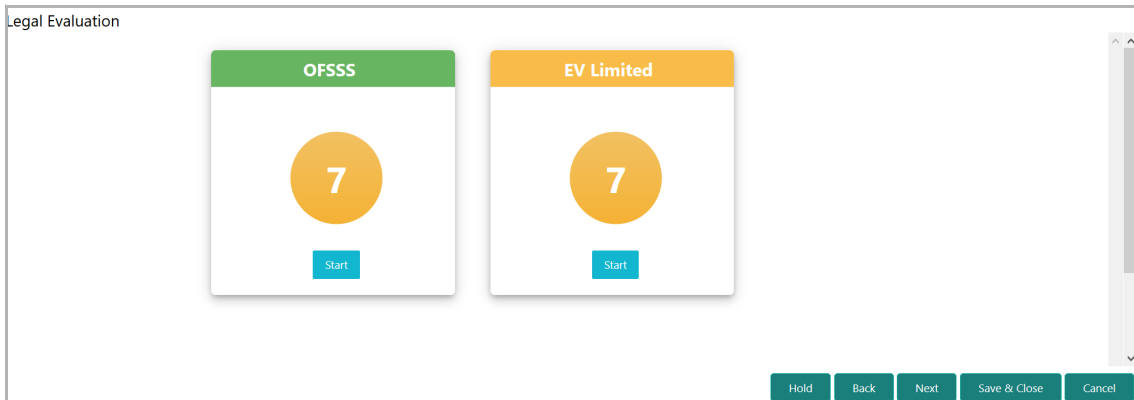 Legal Evaluation
OFSSS
EV Limited
7
7
Start
Start
Hold
Back
Next
Save & Close
Cancel